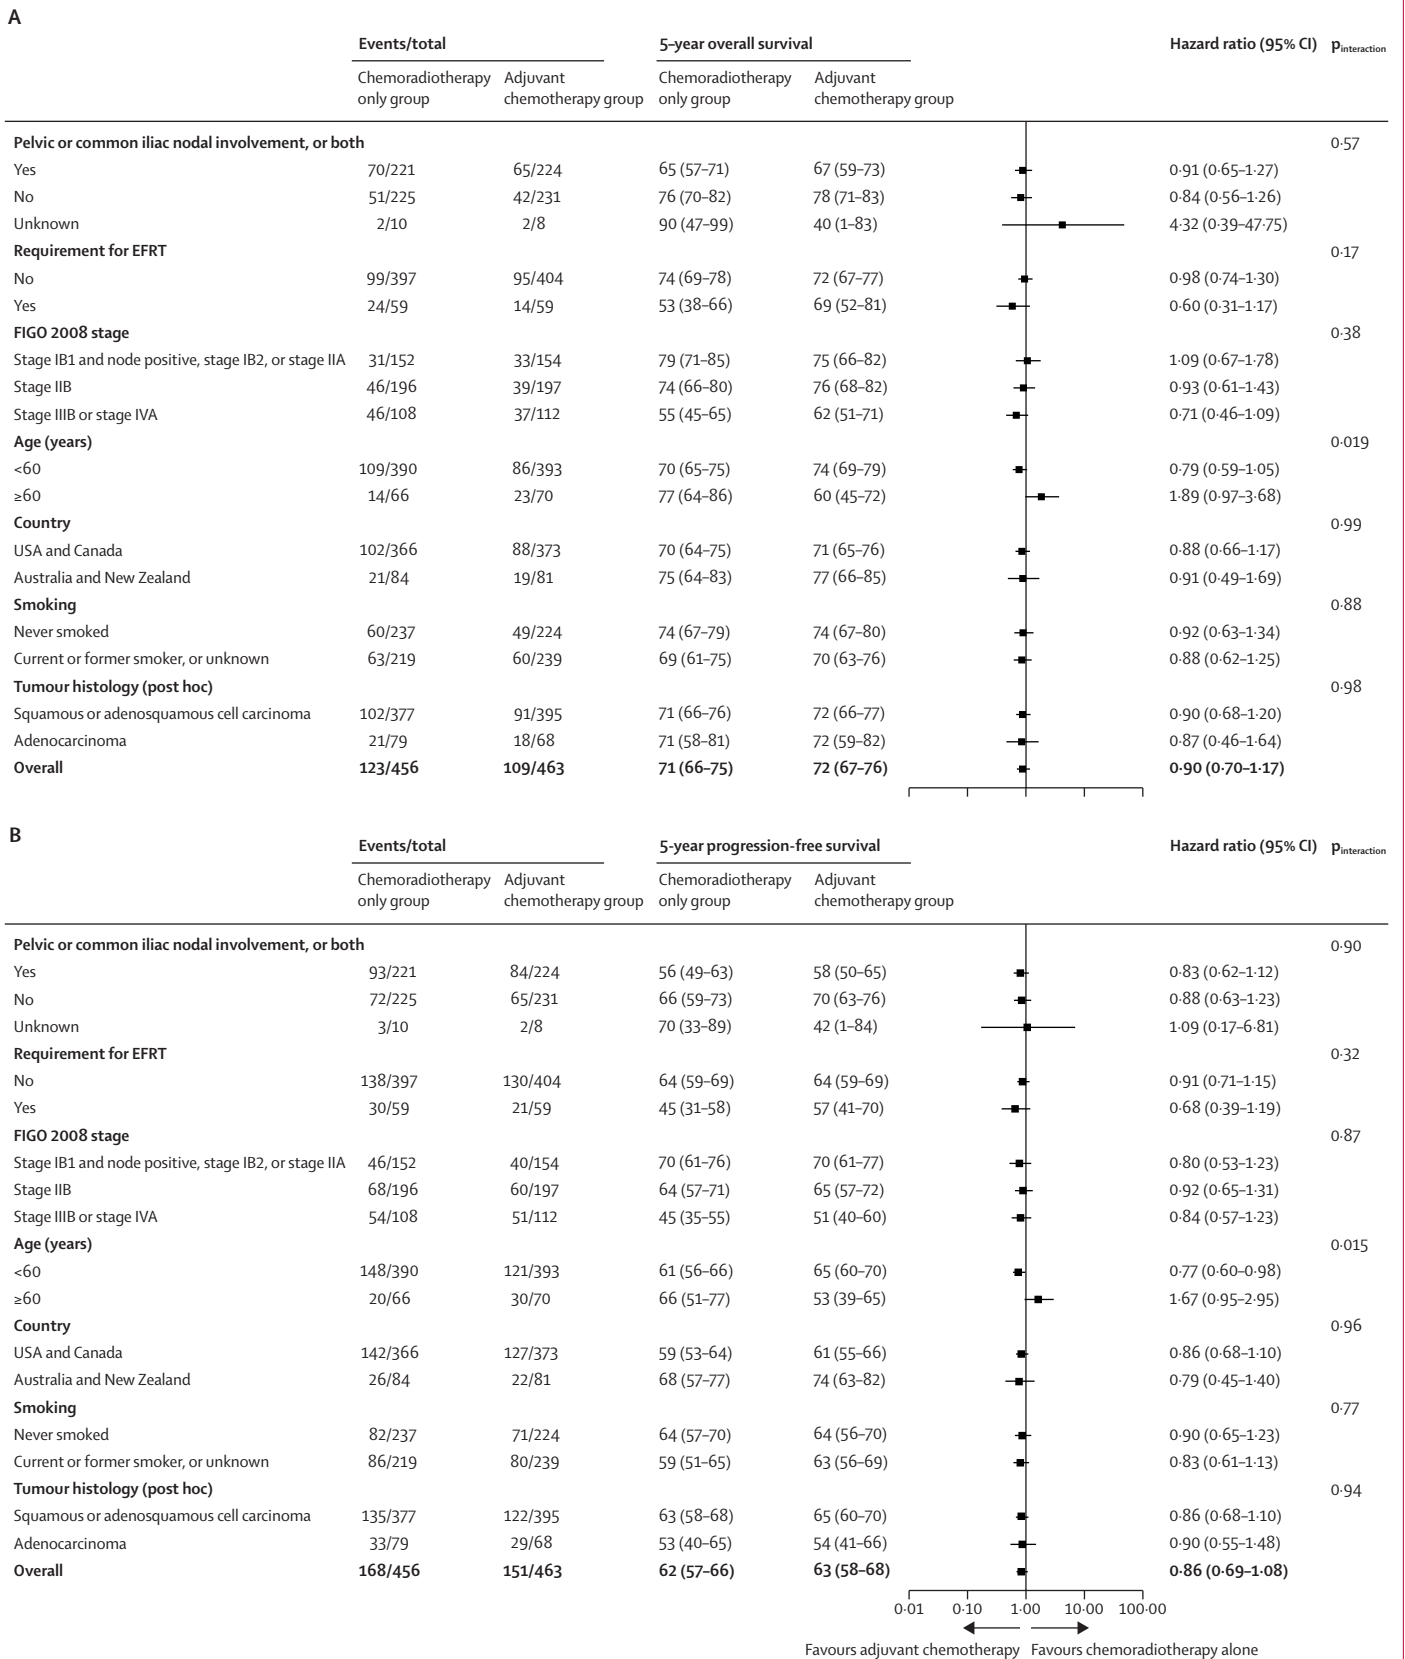 A
Events/total 5-year overall survival Hazard ratio (95% CI) pinteraction
Chemoradiotherapy Adjuvant Chemoradiotherapy Adjuvant
only group chemotherapy group only group chemotherapy group
Pelvic or common iliac nodal involvement, or both 0·57
Yes 70/221 65/224 65 (57–71) 67 (59–73) 0·91 (0·65–1·27)
No 51/225 42/231 76 (70–82) 78 (71–83) 0·84 (0·56–1·26)
Unknown 2/10 2/8 90 (47–99) 40 (1–83) 4·32 (0·39–47·75)
Requirement for EFRT 0·17
No 99/397 95/404 74 (69–78) 72 (67–77) 0·98 (0·74–1·30)
Yes 24/59 14/59 53 (38–66) 69 (52–81) 0·60 (0·31–1·17)
FIGO 2008 stage 0·38
Stage IB1 and node positive, stage IB2, or stage IIA 31/152 33/154 79 (71–85) 75 (66–82) 1·09 (0·67–1·78)
Stage IIB 46/196 39/197 74 (66–80) 76 (68–82) 0·93 (0·61–1·43)
Stage IIIB or stage IVA 46/108 37/112 55 (45–65) 62 (51–71) 0·71 (0·46–1·09)
Age (years) 0·019
<60 109/390 86/393 70 (65–75) 74 (69–79) 0·79 (0·59–1·05)
≥60 14/66 23/70 77 (64–86) 60 (45–72) 1·89 (0·97–3·68)
Country 0·99
USA and Canada 102/366 88/373 70 (64–75) 71 (65–76) 0·88 (0·66–1·17)
Australia and New Zealand 21/84 19/81 75 (64–83) 77 (66–85) 0·91 (0·49–1·69)
Smoking 0·88
Never smoked 60/237 49/224 74 (67–79) 74 (67–80) 0·92 (0·63–1·34)
Current or former smoker, or unknown 63/219 60/239 69 (61–75) 70 (63–76) 0·88 (0·62–1·25)
Tumour histology (post hoc) 0·98
Squamous or adenosquamous cell carcinoma 102/377 91/395 71 (66–76) 72 (66–77) 0·90 (0·68–1·20)
Adenocarcinoma 21/79 18/68 71 (58–81) 72 (59–82) 0·87 (0·46–1·64)
Overall 123/456 109/463 71 (66–75) 72 (67–76) 0·90 (0·70–1·17)
B
Events/total 5-year progression-free survival Hazard ratio (95% CI) pinteraction
Chemoradiotherapy Adjuvant Chemoradiotherapy Adjuvant
only group chemotherapy group only group chemotherapy group
Pelvic or common iliac nodal involvement, or both 0·90
Yes 93/221 84/224 56 (49–63) 58 (50–65) 0·83 (0·62–1·12)
No 72/225 65/231 66 (59–73) 70 (63–76) 0·88 (0·63–1·23)
Unknown 3/10 2/8 70 (33–89) 42 (1–84) 1·09 (0·17–6·81)
Requirement for EFRT 0·32
No 138/397 130/404 64 (59–69) 64 (59–69) 0·91 (0·71–1·15)
Yes 30/59 21/59 45 (31–58) 57 (41–70) 0·68 (0·39–1·19)
FIGO 2008 stage 0·87
Stage IB1 and node positive, stage IB2, or stage IIA 46/152 40/154 70 (61–76) 70 (61–77) 0·80 (0·53–1·23)
Stage IIB 68/196 60/197 64 (57–71) 65 (57–72) 0·92 (0·65–1·31)
Stage IIIB or stage IVA 54/108 51/112 45 (35–55) 51 (40–60) 0·84 (0·57–1·23)
Age (years) 0·015
<60 148/390 121/393 61 (56–66) 65 (60–70) 0·77 (0·60–0·98)
≥60 20/66 30/70 66 (51–77) 53 (39–65) 1·67 (0·95–2·95)
Country 0·96
USA and Canada 142/366 127/373 59 (53–64) 61 (55–66) 0·86 (0·68–1·10)
Australia and New Zealand 26/84 22/81 68 (57–77) 74 (63–82) 0·79 (0·45–1·40)
Smoking 0·77
Never smoked 82/237 71/224 64 (57–70) 64 (56–70) 0·90 (0·65–1·23)
Current or former smoker, or unknown 86/219 80/239 59 (51–65) 63 (56–69) 0·83 (0·61–1·13)
Tumour histology (post hoc) 0·94
Squamous or adenosquamous cell carcinoma 135/377 122/395 63 (58–68) 65 (60–70) 0·86 (0·68–1·10)
Adenocarcinoma 33/79 29/68 53 (40–65) 54 (41–66) 0·90 (0·55–1·48)
Overall 168/456 151/463 62 (57–66) 63 (58–68) 0·86 (0·69–1·08)
0·01 0·10 1·00 10·00 100·00
Favours adjuvant chemotherapy Favours chemoradiotherapy alone